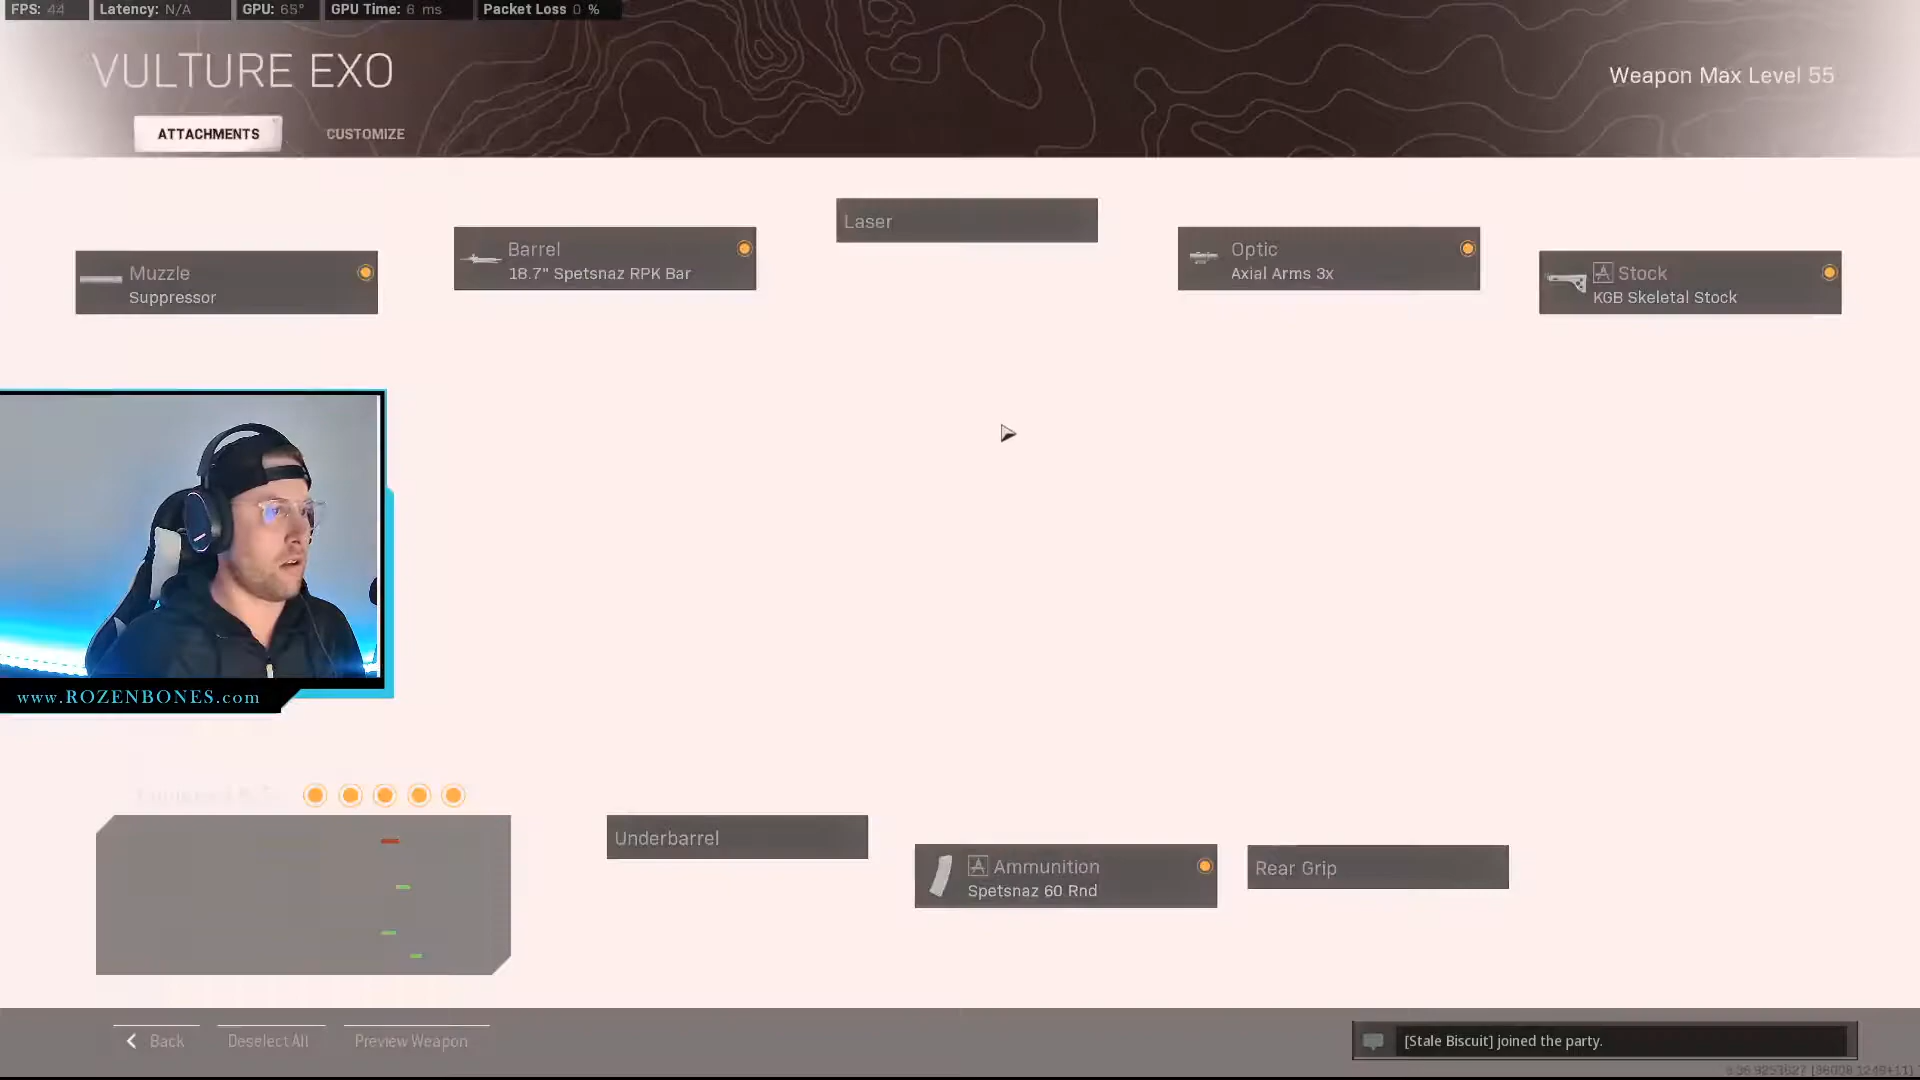 FPS: 44 Latency: N/A GPU: 65° GPU Time: 6 ms Packet Loss 0 %
VULTURE EXO
Weapon Max Level 55
ATTACHMENTS CUSTOMIZE
Laser
Barrel
18.7" Spetsnaz RPK Bar
Optic
Axial Arms 3x
Muzzle
Suppressor
Stock
KGB Skeletal Stock
www.ROZENBONES.com
Underbarrel
Ammunition
Spetsnaz 60 Rnd
Rear Grip
Back Deselect All Preview Weapon
[Stale Biscuit] joined the party.